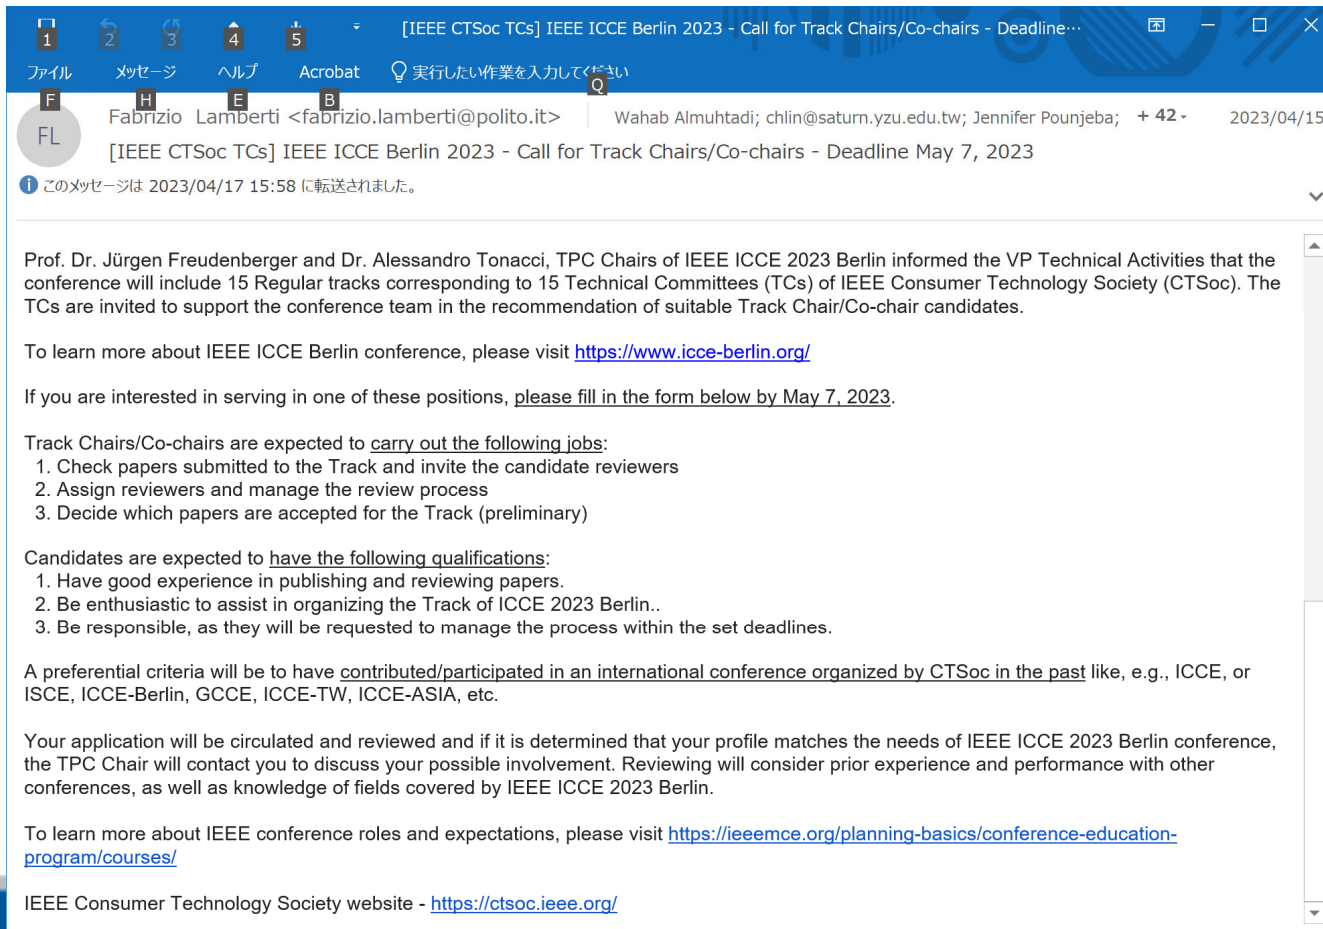 [IEEE CTSoc TCs] IEEE ICCE Berlin 2023 - Call for Track Chairs/Co-chairs - Deadline...
1 2 3 4 5
ファイル メッセージ ヘルプ Acrobat 実行したい作業を入力してください
F H E B Q
FL
Fabrizio Lamberti <fabrizio.lamberti@polito.it> Wahab Almuhtadi; chlin@saturn.yzu.edu.tw; Jennifer Pounjeba; + 42 2023/04/15
[IEEE CTSoc TCs] IEEE ICCE Berlin 2023 - Call for Track Chairs/Co-chairs - Deadline May 7, 2023
このメッセージは 2023/04/17 15:58 に転送されました。
Prof. Dr. Jürgen Freudenberger and Dr. Alessandro Tonacci, TPC Chairs of IEEE ICCE 2023 Berlin informed the VP Technical Activities that the
conference will include 15 Regular tracks corresponding to 15 Technical Committees (TCs) of IEEE Consumer Technology Society (CTSoc). The
TCs are invited to support the conference team in the recommendation of suitable Track Chair/Co-chair candidates.
To learn more about IEEE ICCE Berlin conference, please visit https://www.icce-berlin.org/
If you are interested in serving in one of these positions, please fill in the form below by May 7, 2023.
Track Chairs/Co-chairs are expected to carry out the following jobs:
1. Check papers submitted to the Track and invite the candidate reviewers
2. Assign reviewers and manage the review process
3. Decide which papers are accepted for the Track (preliminary)
Candidates are expected to have the following qualifications:
1. Have good experience in publishing and reviewing papers.
2. Be enthusiastic to assist in organizing the Track of ICCE 2023 Berlin..
3. Be responsible, as they will be requested to manage the process within the set deadlines.
A preferential criteria will be to have contributed/participated in an international conference organized by CTSoc in the past like, e.g., ICCE, or
ISCE, ICCE-Berlin, GCCE, ICCE-TW, ICCE-ASIA, etc.
Your application will be circulated and reviewed and if it is determined that your profile matches the needs of IEEE ICCE 2023 Berlin conference,
the TPC Chair will contact you to discuss your possible involvement. Reviewing will consider prior experience and performance with other
conferences, as well as knowledge of fields covered by IEEE ICCE 2023 Berlin.
To learn more about IEEE conference roles and expectations, please visit https://ieeemce.org/planning-basics/conference-education-
program/courses/
IEEE Consumer Technology Society website - https://ctsoc.ieee.org/